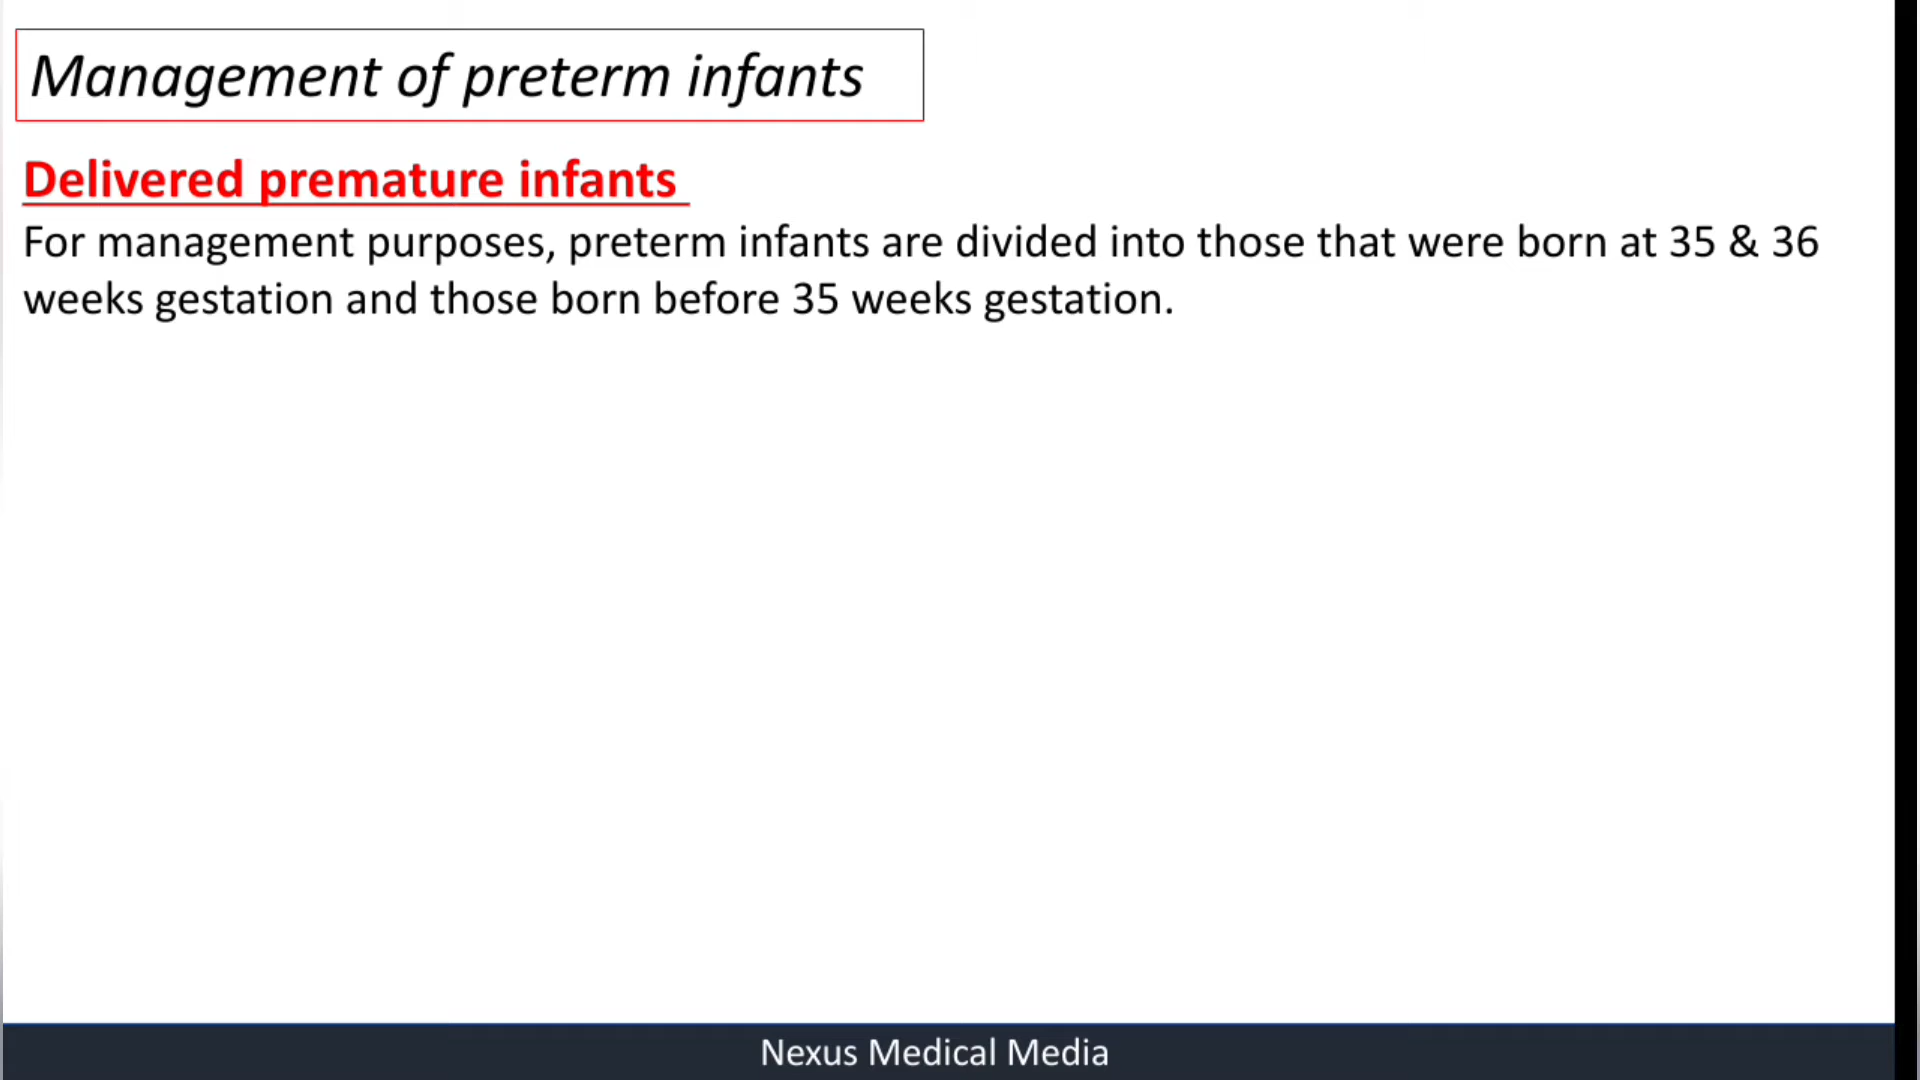 Management of preterm infants
Delivered premature infants
For management purposes, preterm infants are divided into those that were born at 35 & 36
weeks gestation and those born before 35 weeks gestation.
Nexus Medical Media